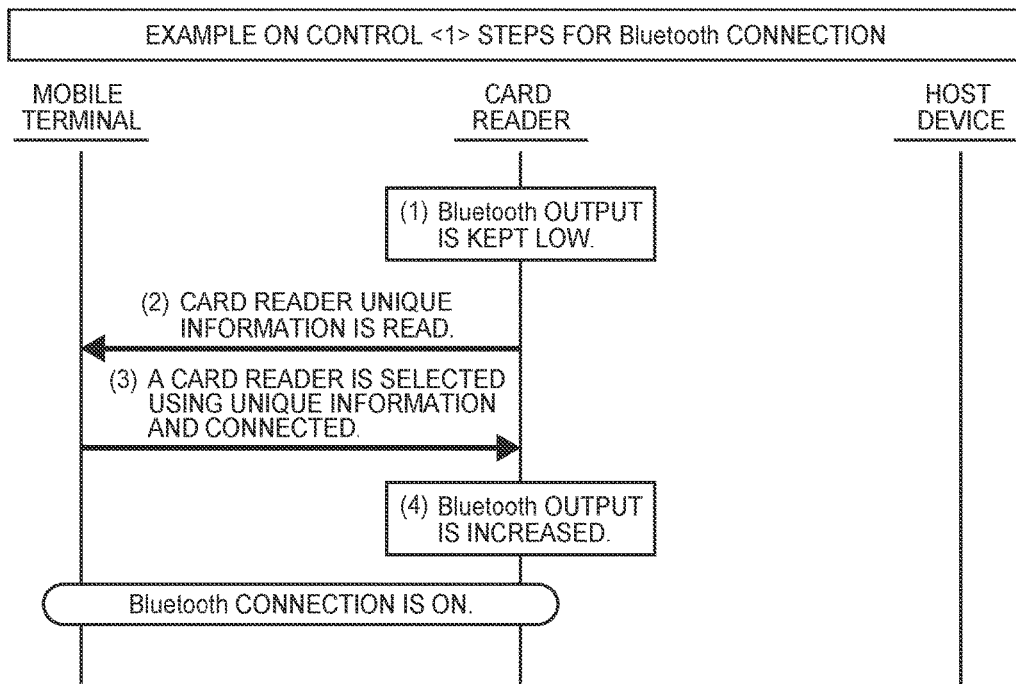 EXAMPLE ON CONTROL <1> STEPS FOR Bluetooth CONNECTION
MOBILE
TERMINAL
CARD
READER
HOST
DEVICE
(1) Bluetooth OUTPUT
IS KEPT LOW.
(2) CARD READER UNIQUE
INFORMATION IS READ.
(3) A CARD READER IS SELECTED
USING UNIQUE INFORMATION
AND CONNECTED.
(4) Bluetooth OUTPUT
IS INCREASED.
Bluetooth CONNECTION IS ON.